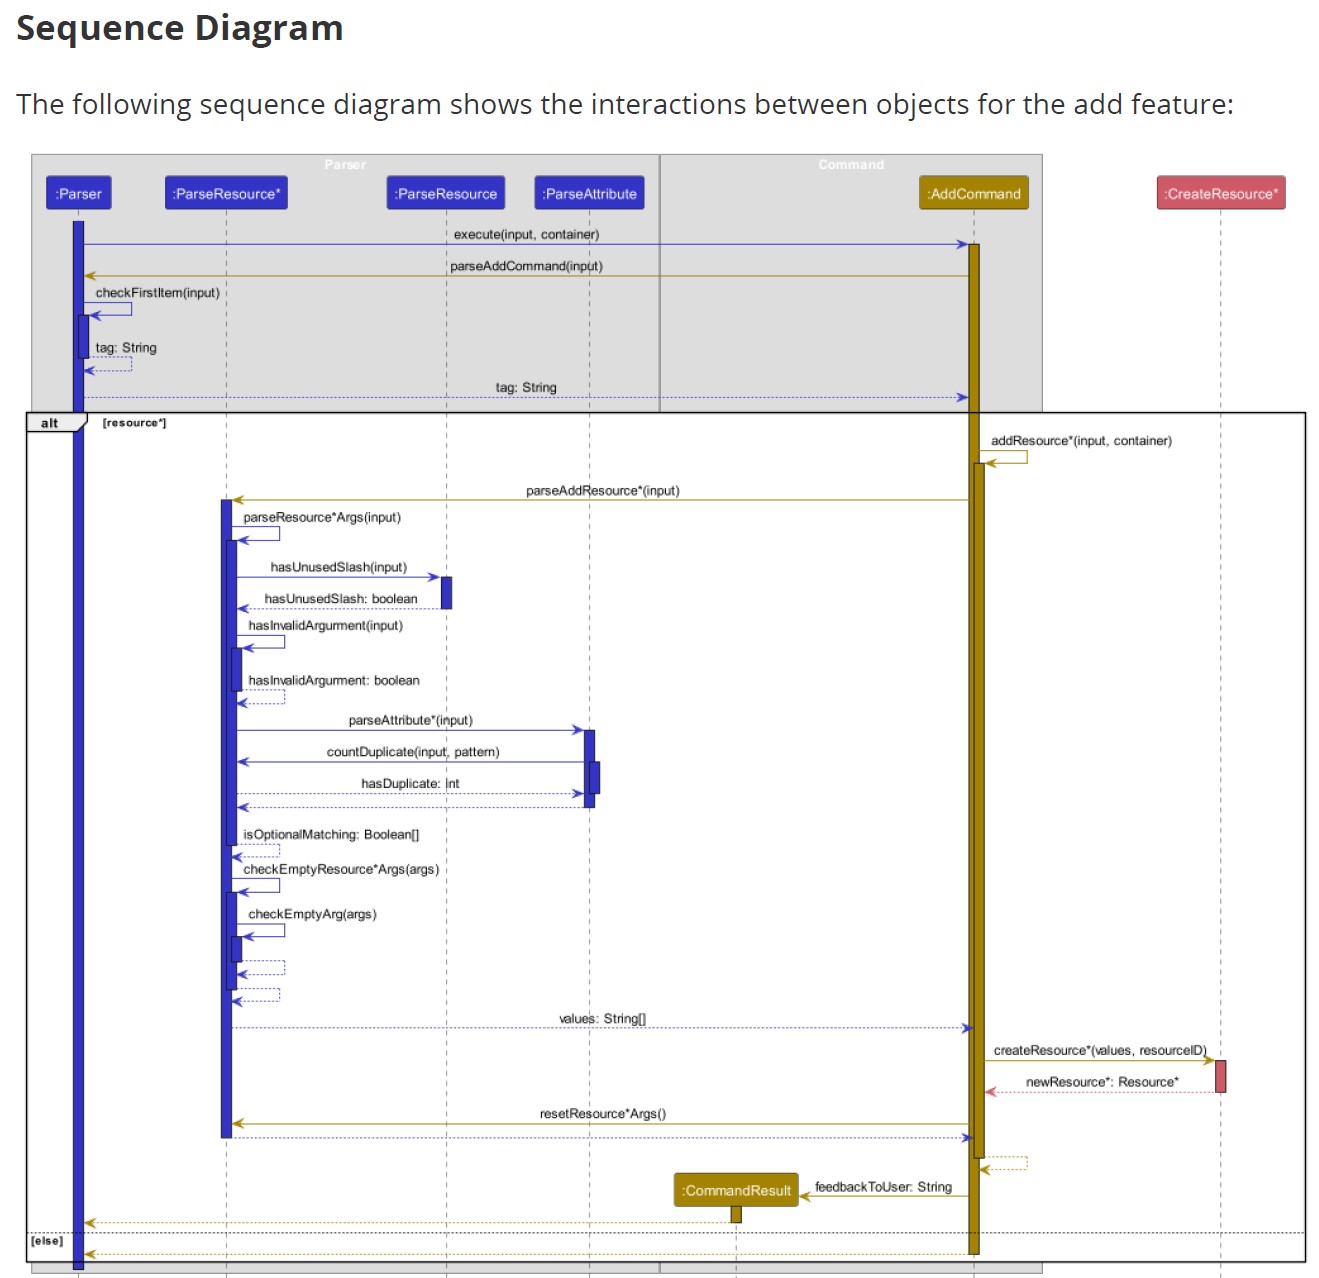 Sequence Diagram
The following sequence diagram shows the interactions between objects for the add feature:
Parser
Command
:Parser
:ParseResource*
:ParseResource
:ParseAttribute
:AddCommand
:CreateResource*
execute(input, container)
parseAddCommand(input)
checkFirstItem(input)
tag: String
tag: String
alt
[resource*]
addResource*(input, container)
parseAddResource*(input)
parseResource*Args(input)
hasUnusedSlash(input)
hasUnusedSlash: boolean
hasInvalidArgurment(input)
hasInvalidArgurment: boolean
parseAttribute*(input)
countDuplicate(input, pattern)
hasDuplicate: int
isOptionalMatching: Boolean[]
checkEmptyResource*Args(args)
checkEmptyArg(args)
values: String[]
createResource*(values, resourceID)
newResource*: Resource*
resetResource*Args()
:CommandResult
feedbackToUser: String
[else]